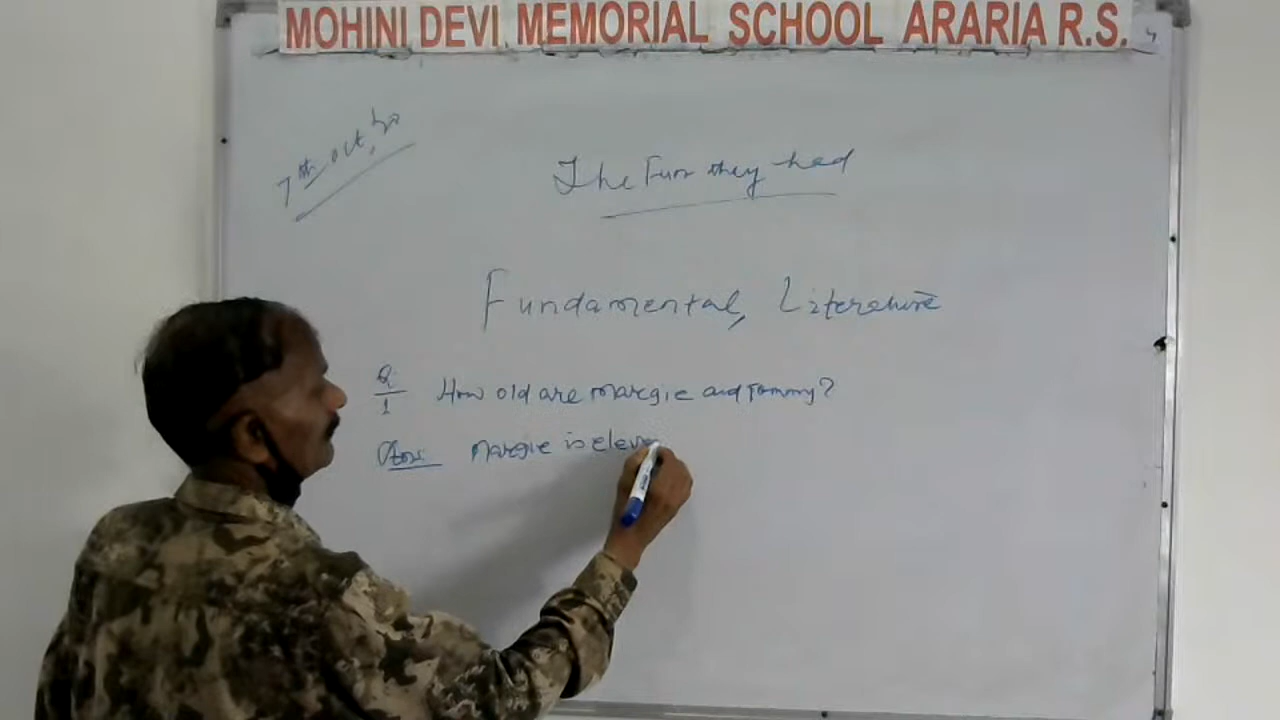 MOHINI DEVI MEMORIAL SCHOOL ARARIA R.S.
7th oct,
The Fun they had
Fundamental, Literature
Q. 1 How old are margie and Tommy?
Ans: Margie is eleve